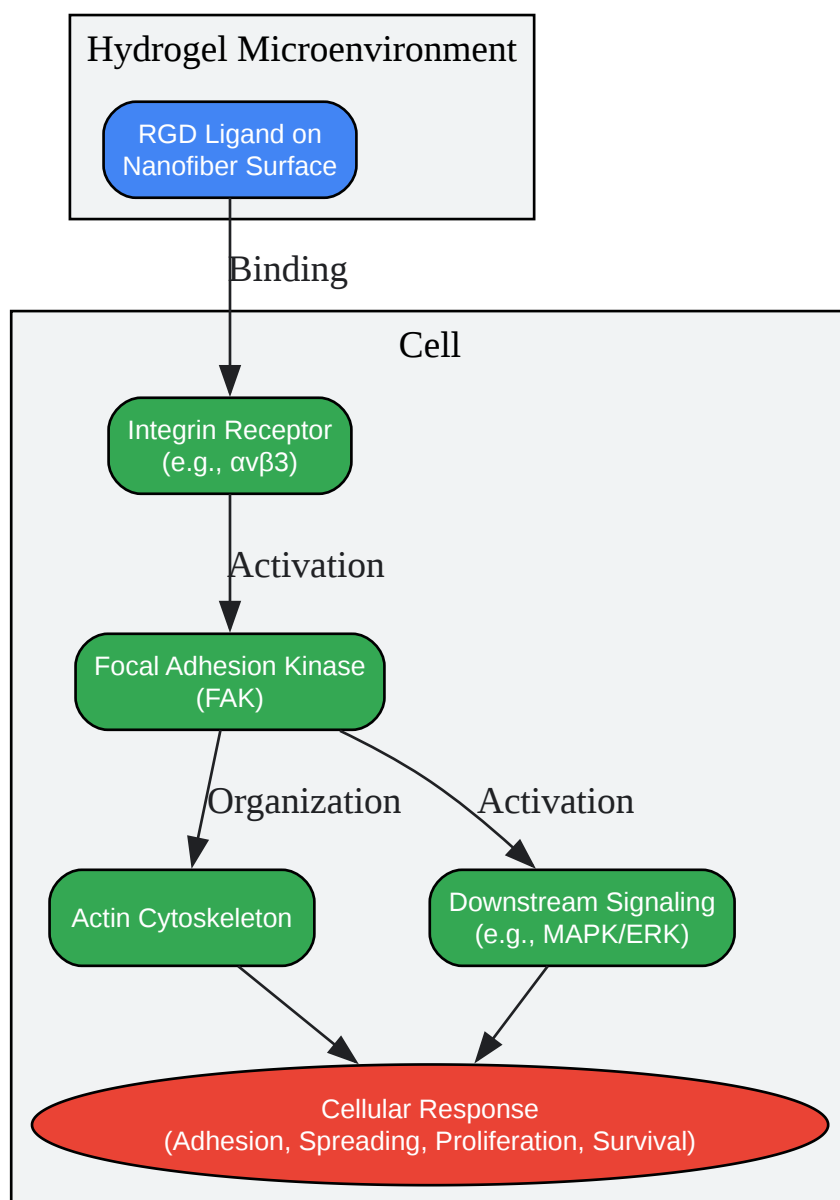 Hydrogel Microenvironment
RGD Ligand on
Nanofiber Surface
Binding
Cell
Integrin Receptor
(e.g., αvβ3)
Activation
Focal Adhesion Kinase
(FAK)
Organization
Activation
Actin Cytoskeleton
Downstream Signaling
(e.g., MAPK/ERK)
Cellular Response
(Adhesion, Spreading, Proliferation, Survival)